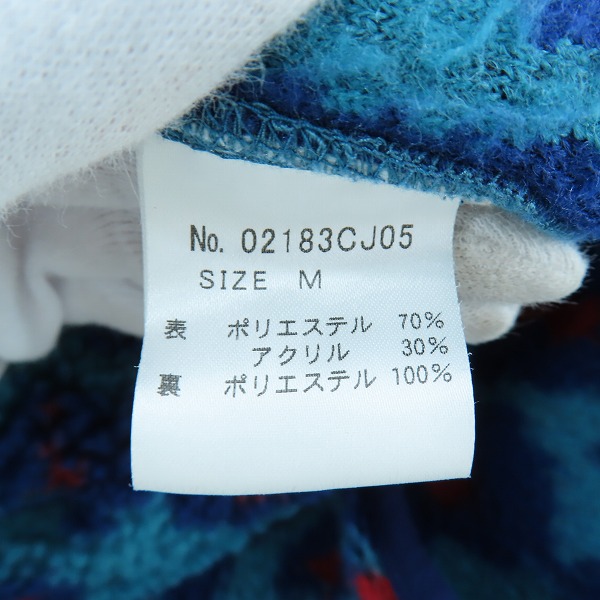 No. 02183CJ05
SIZE M
表 ポリエステル 70%
アクリル 30%
裏 ポリエステル 100%